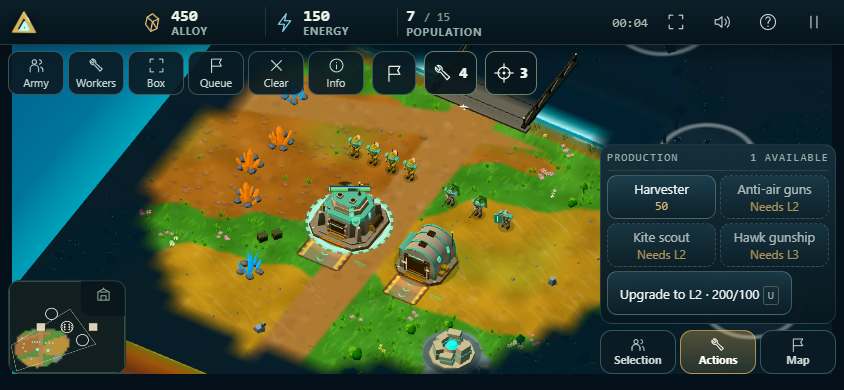 450
ALLOY
150
ENERGY
7 / 15
POPULATION
00:04
Army
Workers
Box
Queue
Clear
Info
4
3
PRODUCTION
1 AVAILABLE
Harvester
50
Anti-air guns
Needs L2
Kite scout
Needs L2
Hawk gunship
Needs L3
Upgrade to L2 · 200/100 U
Selection
Actions
Map